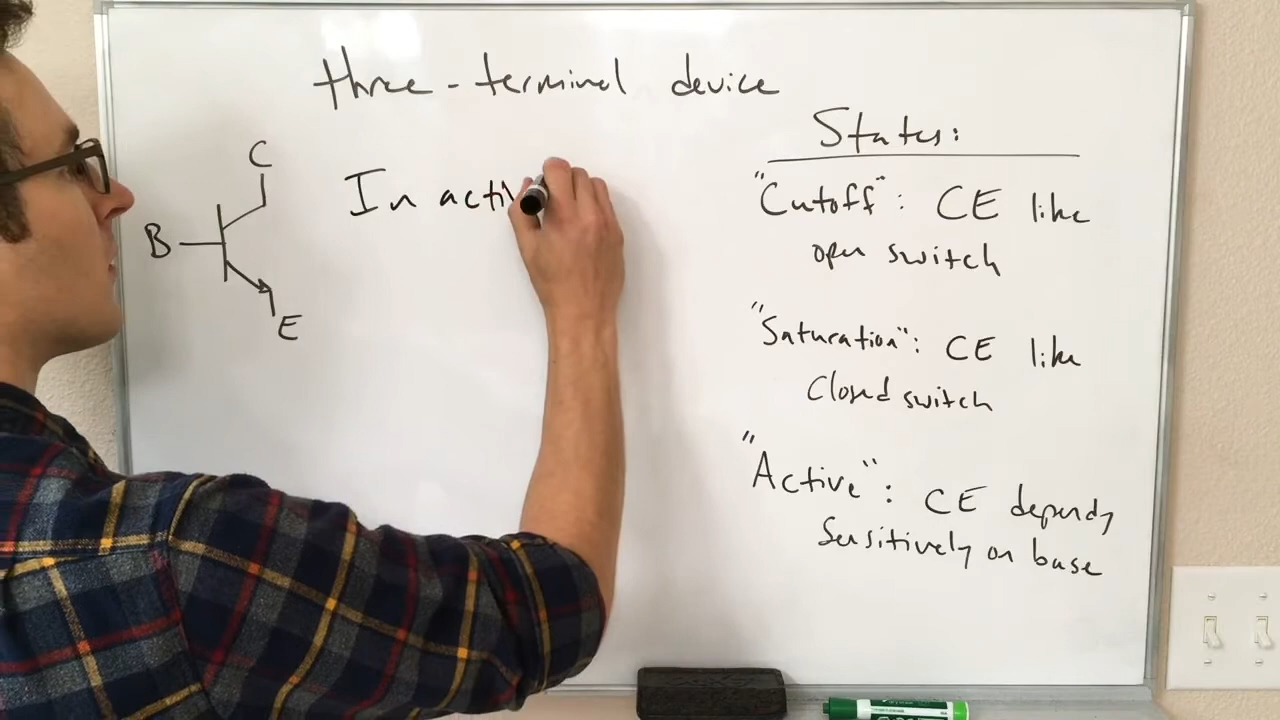 three-terminal device
C
B
E
In acti
States:
"Cutoff": CE like
open switch
"Saturation": CE like
Closed switch
"Active": CE depends
Sensitively on base